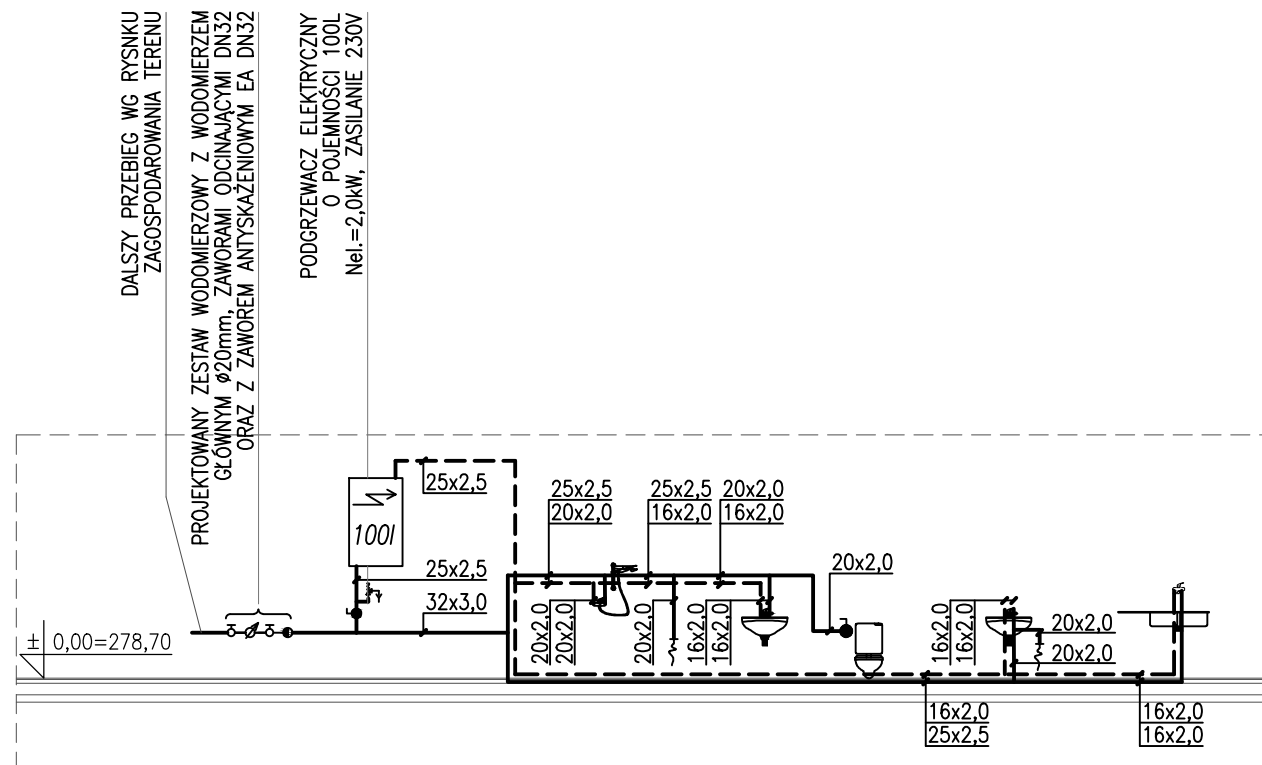 DALSZY PRZEBIEG WG RYSNKU
ZAGOSPODAROWANIA TERENU
PROJEKTOWANY ZESTAW WODOMIERZOWY Z WODOMIERZEM
GŁÓWNYM ø20mm, ZAWORAMI ODCINAJĄCYMI DN32
ORAZ Z ZAWOREM ANTYSKAŻENIOWYM EA DN32
PODGRZEWACZ ELEKTRYCZNY
O POJEMNOŚCI 100L
Nel.=2,0kW, ZASILANIE 230V
25x2,5
100l
25x2,5
32x3,0
± 0,00=278,70
25x2,5
20x2,0
25x2,5
16x2,0
20x2,0
16x2,0
20x2,0
20x2,0
20x2,0
20x2,0
16x2,0
16x2,0
16x2,0
16x2,0
20x2,0
20x2,0
16x2,0
25x2,5
16x2,0
16x2,0